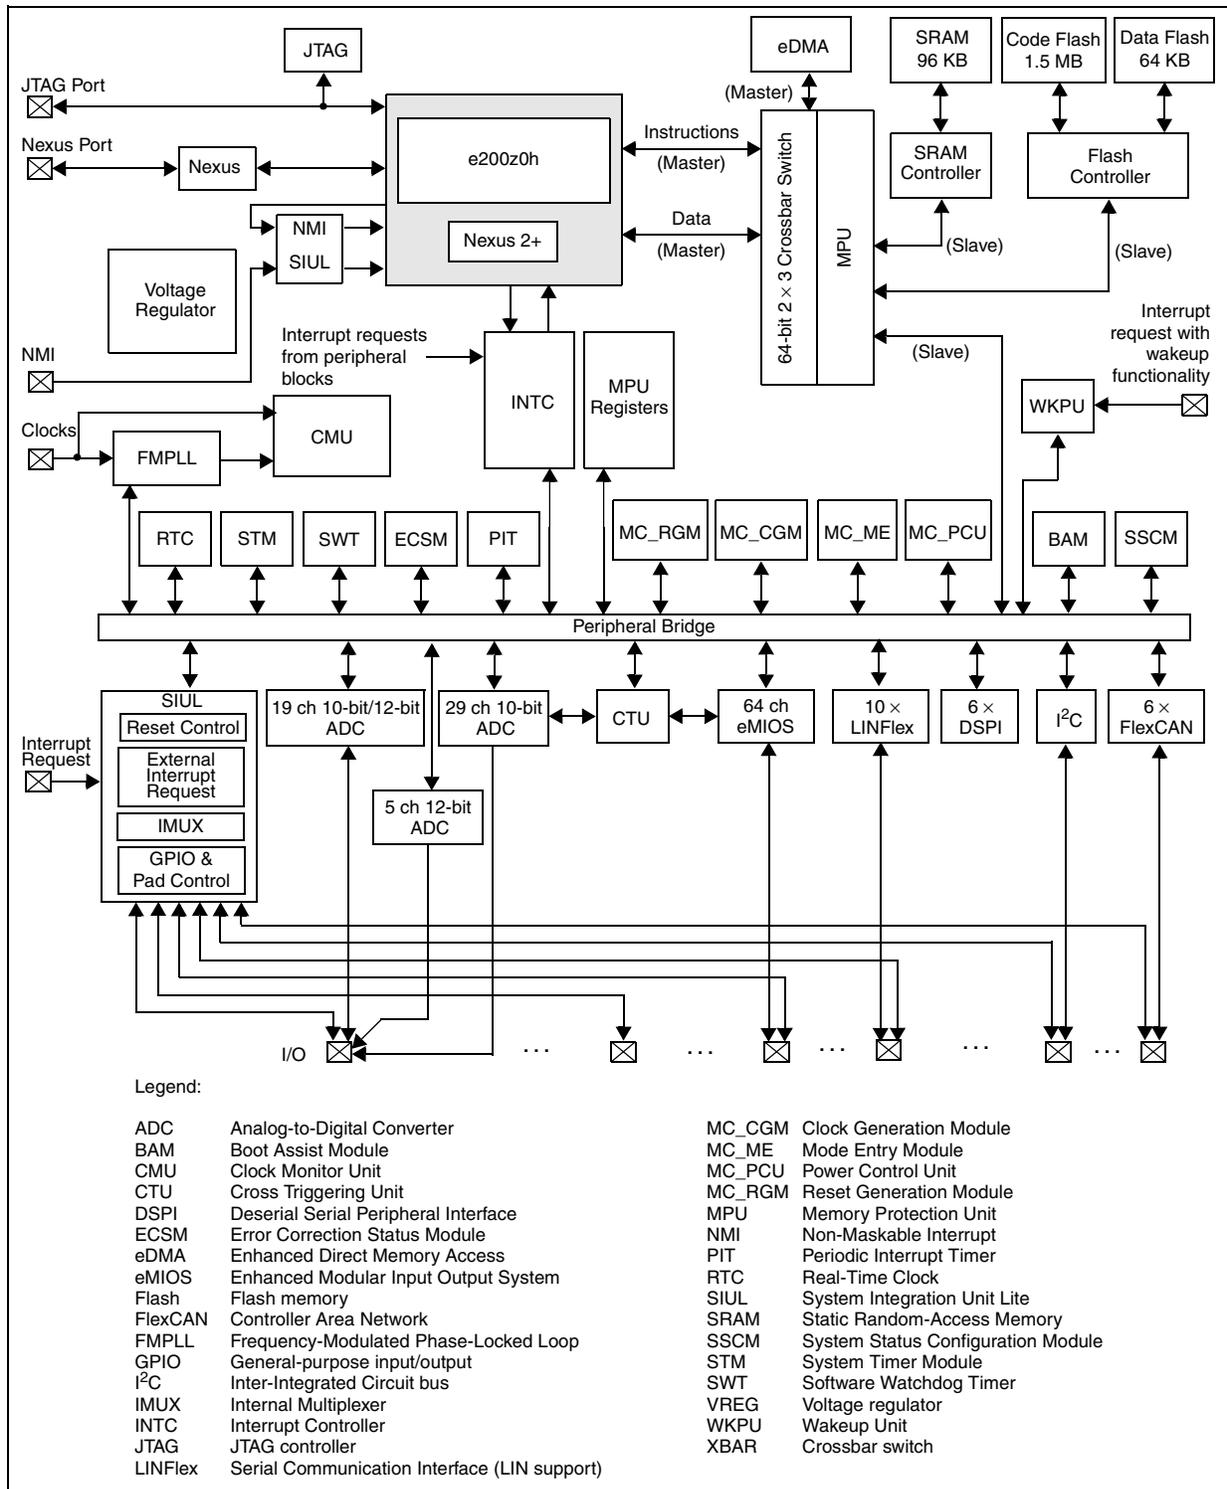 JTAG
eDMA
SRAM
96 KB
Code Flash
1.5 MB
Data Flash
64 KB
JTAG Port
(Master)
Nexus Port
Nexus
e200z0h
Instructions
(Master)
64-bit 2 × 3 Crossbar Switch
MPU
SRAM
Controller
Flash
Controller
NMI
SIUL
Nexus 2+
Data
(Master)
(Slave)
(Slave)
Voltage
Regulator
Interrupt requests
from peripheral
blocks
INTC
MPU
Registers
(Slave)
Interrupt
request with
wakeup
functionality
NMI
WKPU
Clocks
FMPLL
CMU
RTC
STM
SWT
ECSM
PIT
MC_RGM
MC_CGM
MC_ME
MC_PCU
BAM
SSCM
Peripheral Bridge
SIUL
Reset Control
External
Interrupt
Request
IMUX
GPIO &
Pad Control
Interrupt
Request
19 ch 10-bit/12-bit
ADC
29 ch 10-bit
ADC
CTU
64 ch
eMIOS
10 ×
LINFlex
6 ×
DSPI
I²C
6 ×
FlexCAN
5 ch 12-bit
ADC
I/O
. . .
. . .
. . .
. . .
. . .
Legend:
ADC Analog-to-Digital Converter
BAM Boot Assist Module
CMU Clock Monitor Unit
CTU Cross Triggering Unit
DSPI Deserial Serial Peripheral Interface
ECSM Error Correction Status Module
eDMA Enhanced Direct Memory Access
eMIOS Enhanced Modular Input Output System
Flash Flash memory
FlexCAN Controller Area Network
FMPLL Frequency-Modulated Phase-Locked Loop
GPIO General-purpose input/output
I²C Inter-Integrated Circuit bus
IMUX Internal Multiplexer
INTC Interrupt Controller
JTAG JTAG controller
LINFlex Serial Communication Interface (LIN support)
MC_CGM Clock Generation Module
MC_ME Mode Entry Module
MC_PCU Power Control Unit
MC_RGM Reset Generation Module
MPU Memory Protection Unit
NMI Non-Maskable Interrupt
PIT Periodic Interrupt Timer
RTC Real-Time Clock
SIUL System Integration Unit Lite
SRAM Static Random-Access Memory
SSCM System Status Configuration Module
STM System Timer Module
SWT Software Watchdog Timer
VREG Voltage regulator
WKPU Wakeup Unit
XBAR Crossbar switch